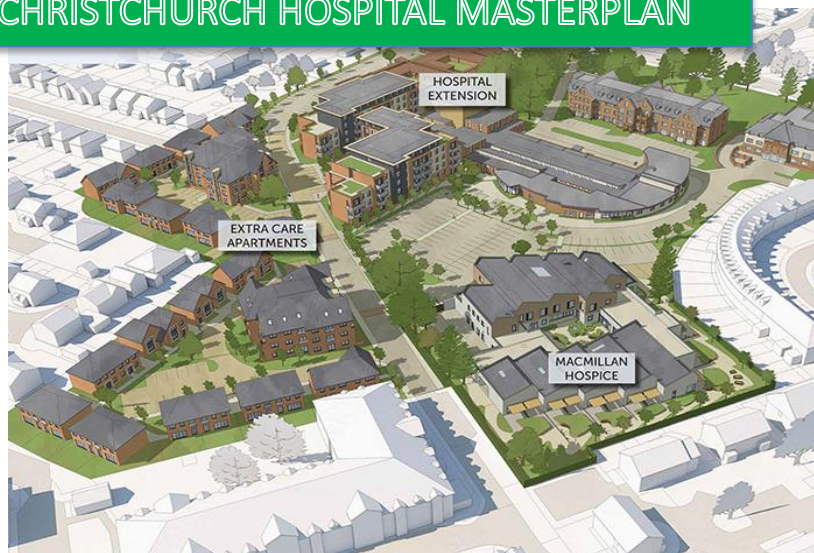 CHRISTCHURCH HOSPITAL MASTERPLAN
HOSPITAL
EXTENSION
EXTRA CARE
APARTMENTS
MACMILLAN
HOSPICE